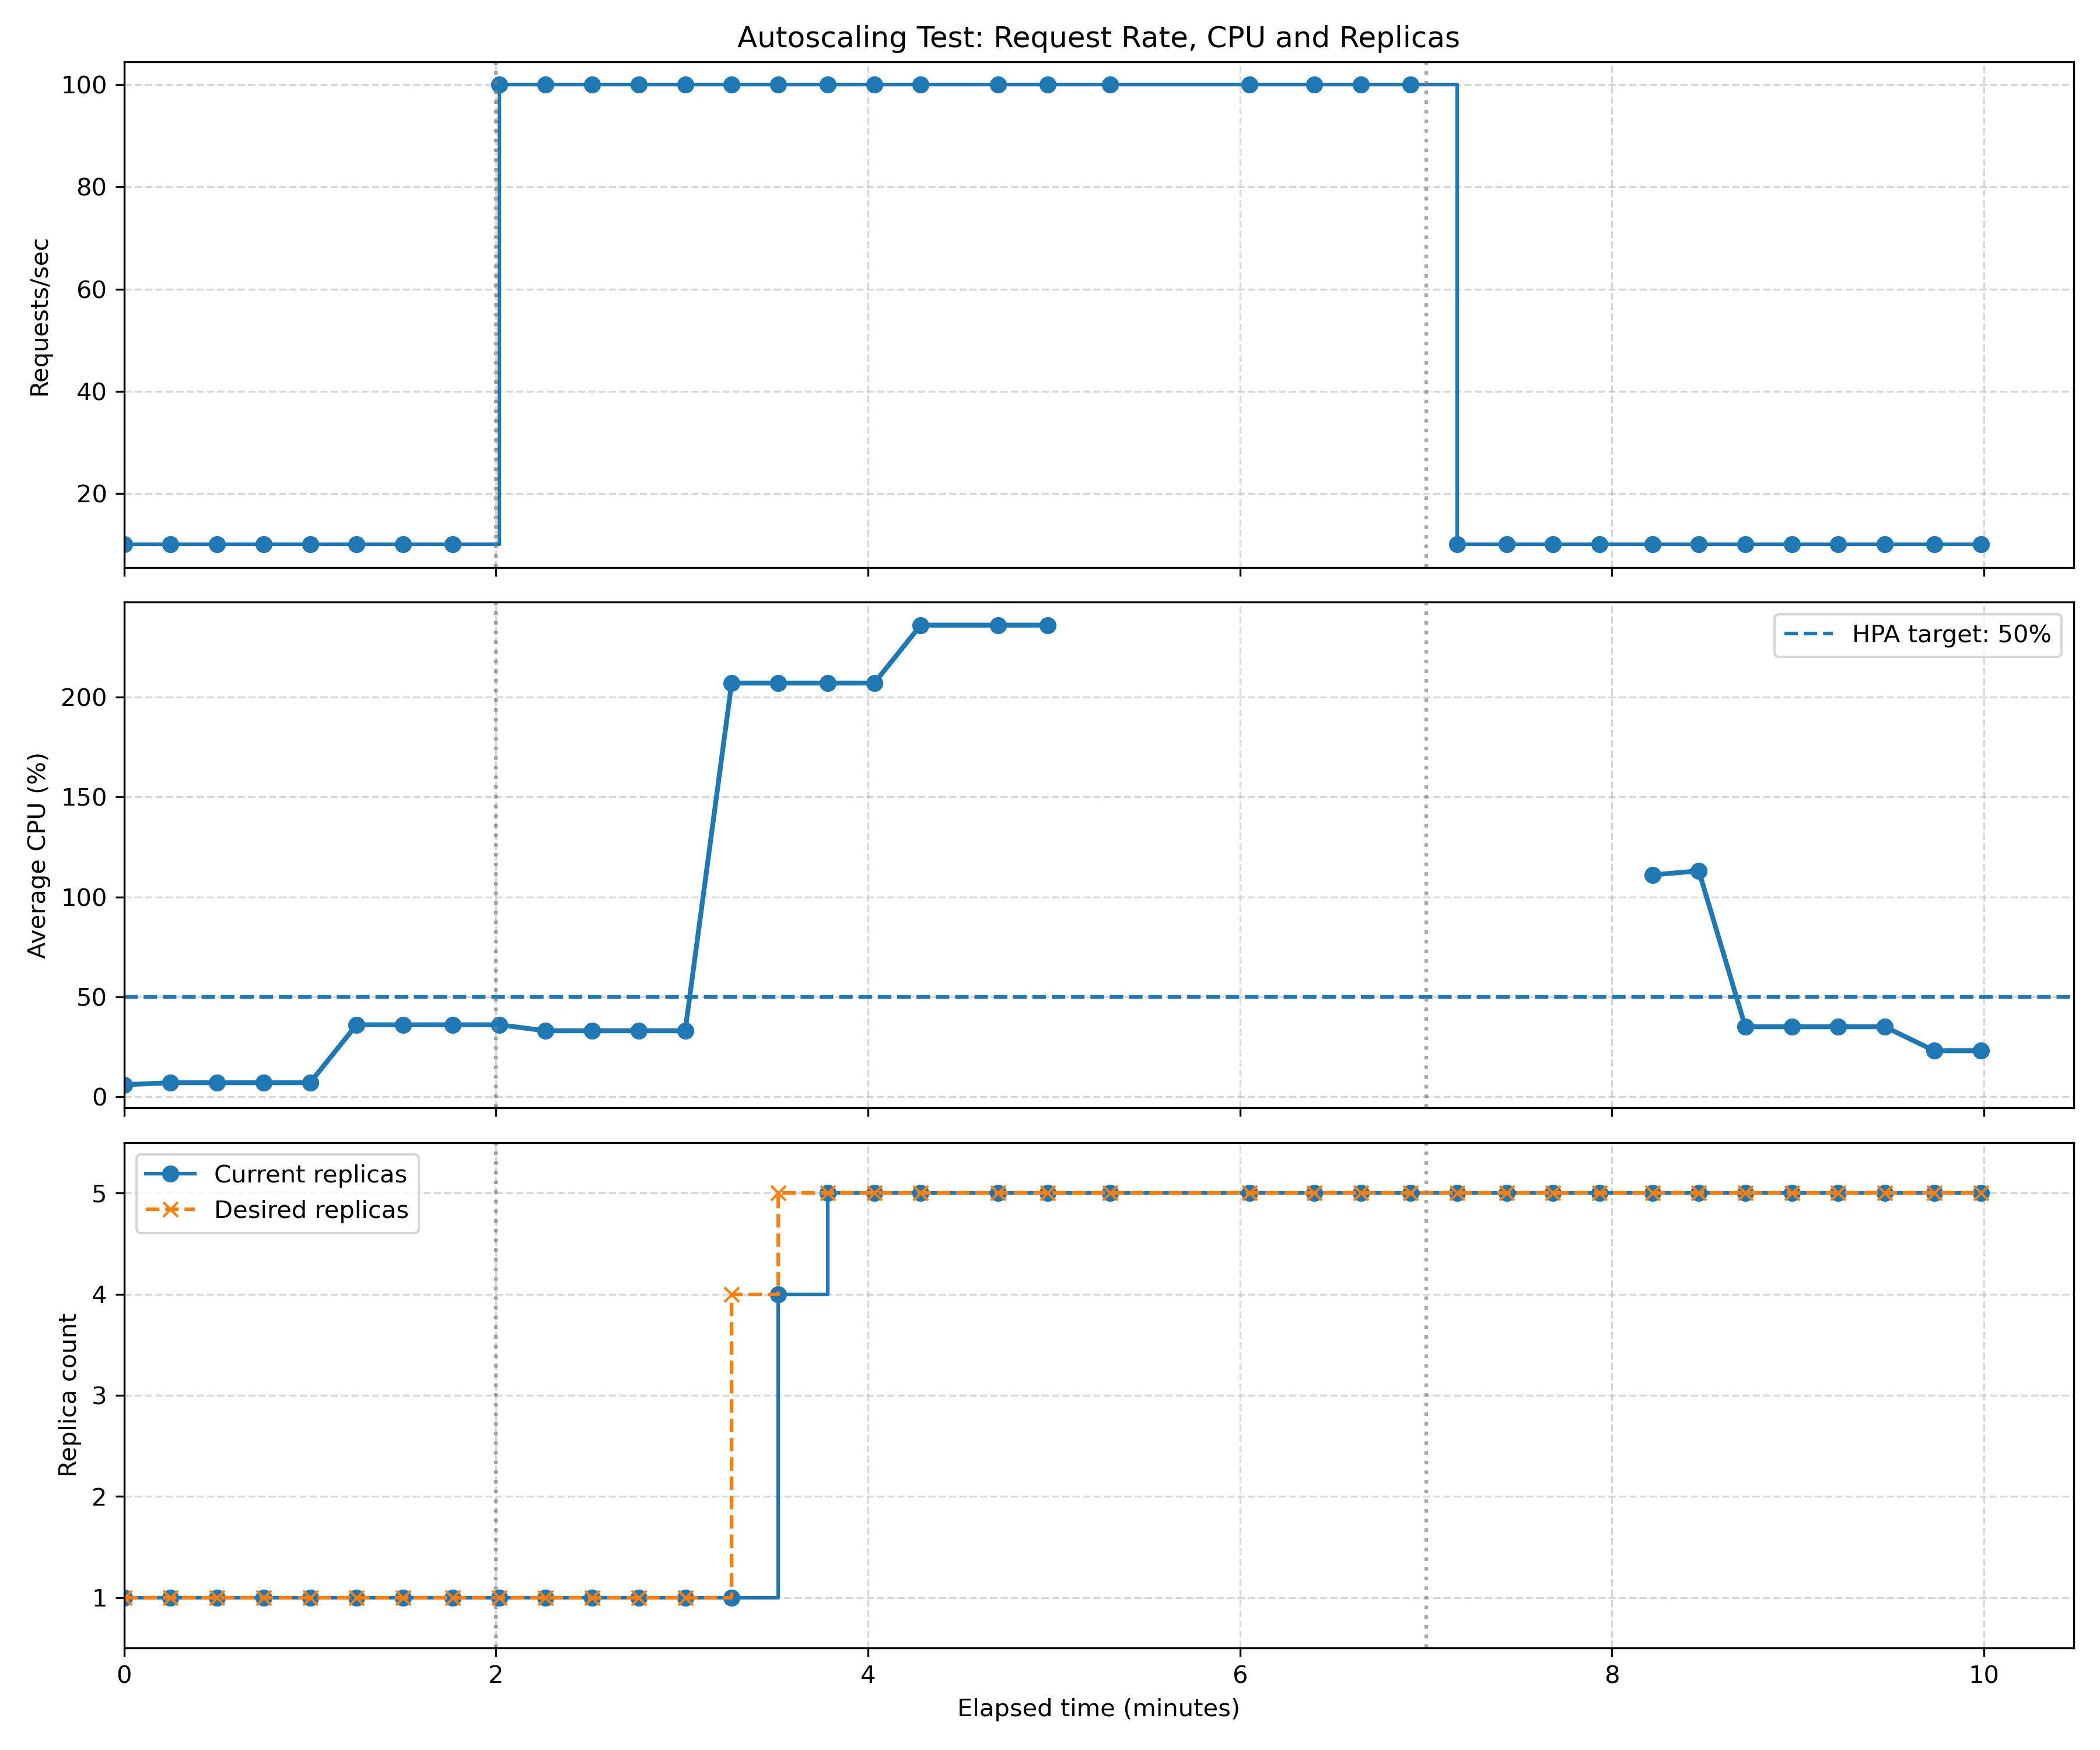 Autoscaling Test: Request Rate, CPU and Replicas
100
80
60
40
20
Requests/sec
HPA target: 50%
200
150
100
50
0
Average CPU (%)
Current replicas
Desired replicas
5
4
3
2
1
Replica count
0 2 4 6 8 10
Elapsed time (minutes)